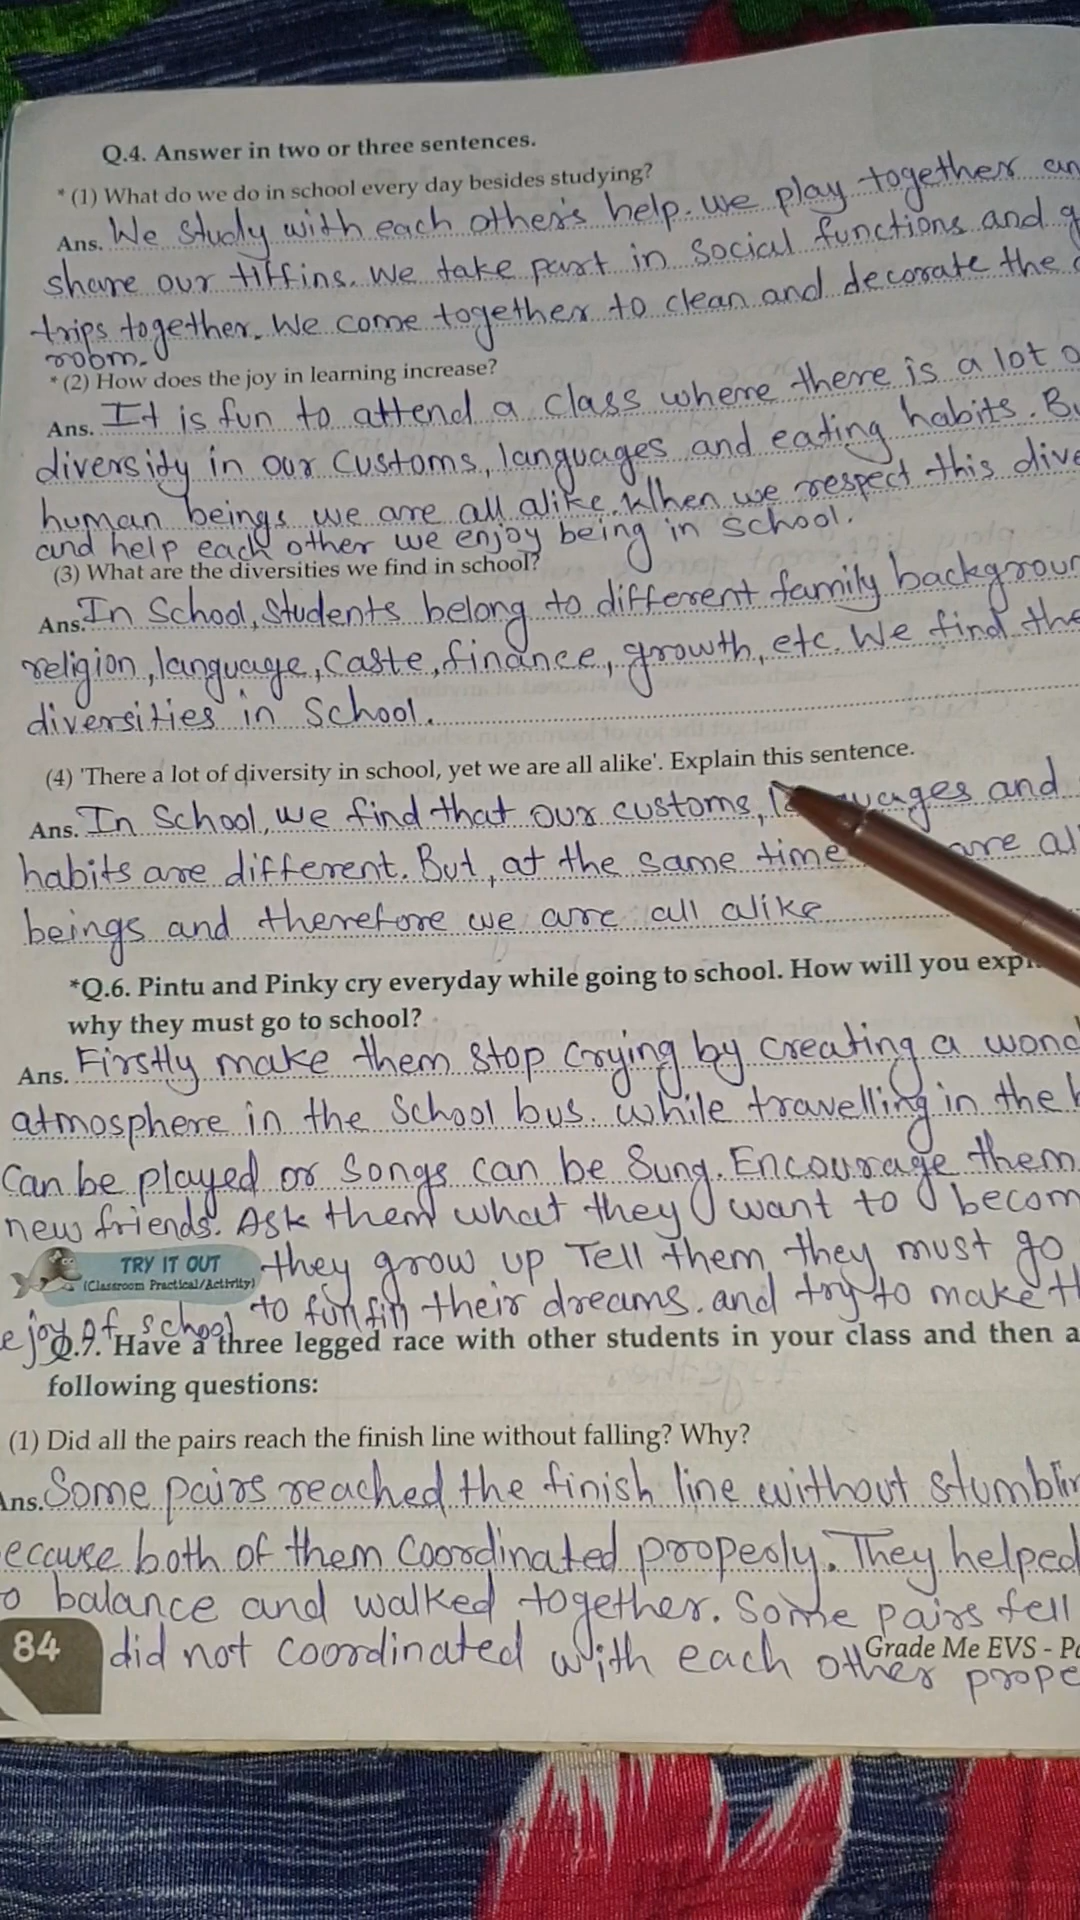 Q.4. Answer in two or three sentences.
* (1) What do we do in school every day besides studying?
Ans. We study with each other's help. We play together an
share our tiffins. We take part in social functions and g
trips together. We come together to clean and decorate the
room.
* (2) How does the joy in learning increase?
Ans. It is fun to attend a class where there is a lot o
diversity in our customs, languages and eating habits. Bu
human beings we are all alike. When we respect this dive
and help each other we enjoy being in school.
(3) What are the diversities we find in school?
Ans. In School, Students belong to different family backgroun
religion, language, caste, finance, growth, etc. We find the
diversities in School.
(4) 'There a lot of diversity in school, yet we are all alike'. Explain this sentence.
Ans. In School, we find that our customs, languages and
habits are different. But, at the same time are al
beings and therefore we are all alike
*Q.6. Pintu and Pinky cry everyday while going to school. How will you expl
why they must go to school?
Ans. Firstly make them stop crying by creating a wond
atmosphere in the School bus. while travelling in the b
Can be played or songs can be Sung. Encourage them
new friends. Ask them what they want to becom
TRY IT OUT they grow up Tell them they must go
(Classroom Practical/Activity)
to fun fill their dreams. and try to make th
e joy of school
Q.7. Have a three legged race with other students in your class and then a
following questions:
(1) Did all the pairs reach the finish line without falling? Why?
Ans. Some pairs reached the finish line without stumblin
ecause both of them coordinated properly. They helped
o balance and walked together. Some pairs fell
84 did not coordinated with each other prope
Grade Me EVS - Pa